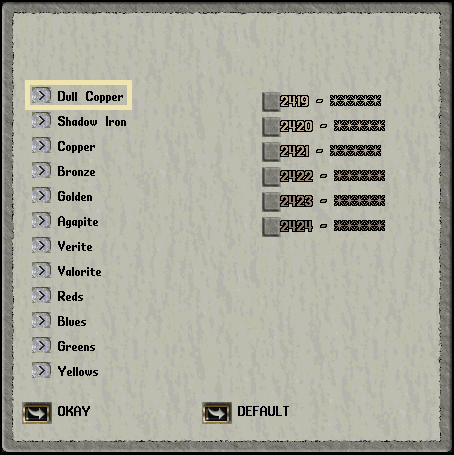 Dull Copper
Shadow Iron
Copper
Bronze
Golden
Agapite
Verite
Valorite
Reds
Blues
Greens
Yellows
2419 - ******
2420 - ******
2421 - ******
2422 - ******
2423 - ******
2424 - ******
OKAY
DEFAULT